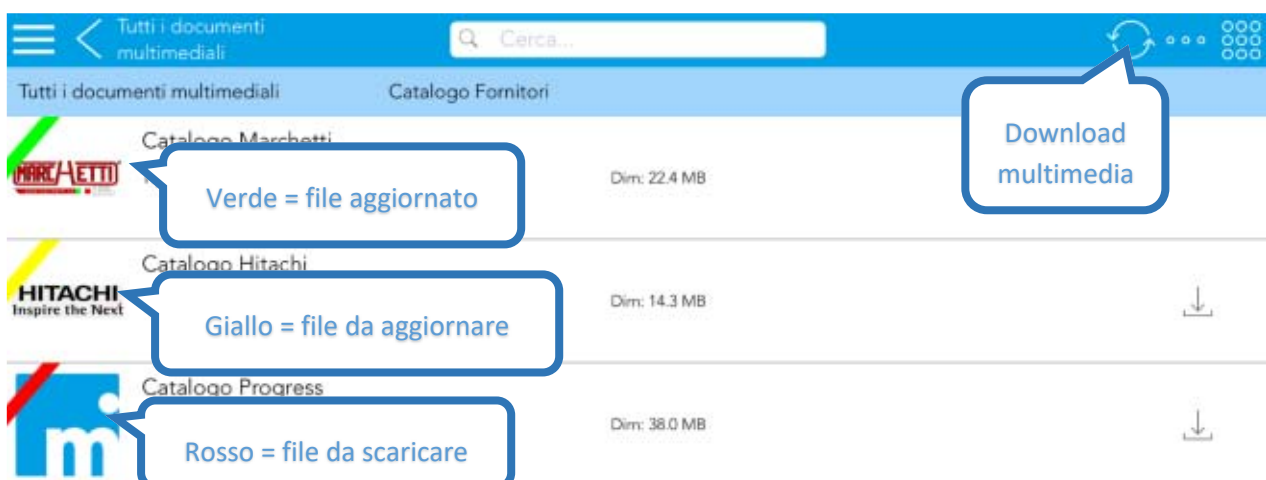 Tutti i documenti
multimediali
Cerca...
Tutti i documenti multimediali
Catalogo Fornitori
Download
multimedia
Catalogo Marchetti
MARCHETTI
Verde = file aggiornato
Dim: 22.4 MB
Catalogo Hitachi
HITACHI
Inspire the Next
Giallo = file da aggiornare
Dim: 14.3 MB
Catalogo Progress
m
Rosso = file da scaricare
Dim: 38.0 MB